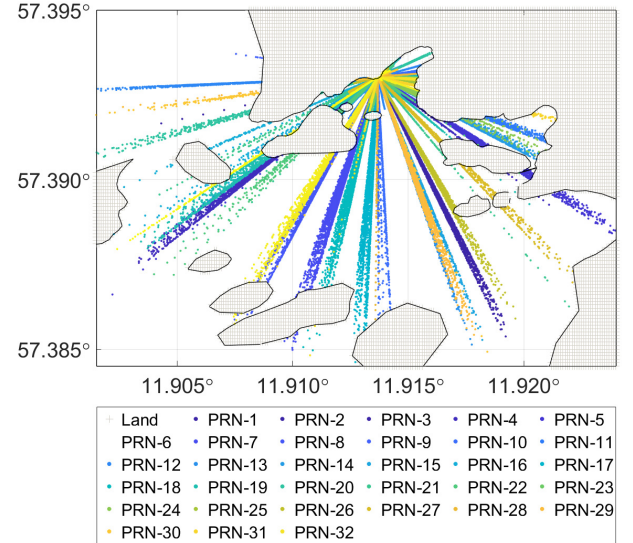 57.395°
57.390°
57.385°
11.905° 11.910° 11.915° 11.920°
Land PRN-1 PRN-2 PRN-3 PRN-4 PRN-5
PRN-6 PRN-7 PRN-8 PRN-9 PRN-10 PRN-11
PRN-12 PRN-13 PRN-14 PRN-15 PRN-16 PRN-17
PRN-18 PRN-19 PRN-20 PRN-21 PRN-22 PRN-23
PRN-24 PRN-25 PRN-26 PRN-27 PRN-28 PRN-29
PRN-30 PRN-31 PRN-32